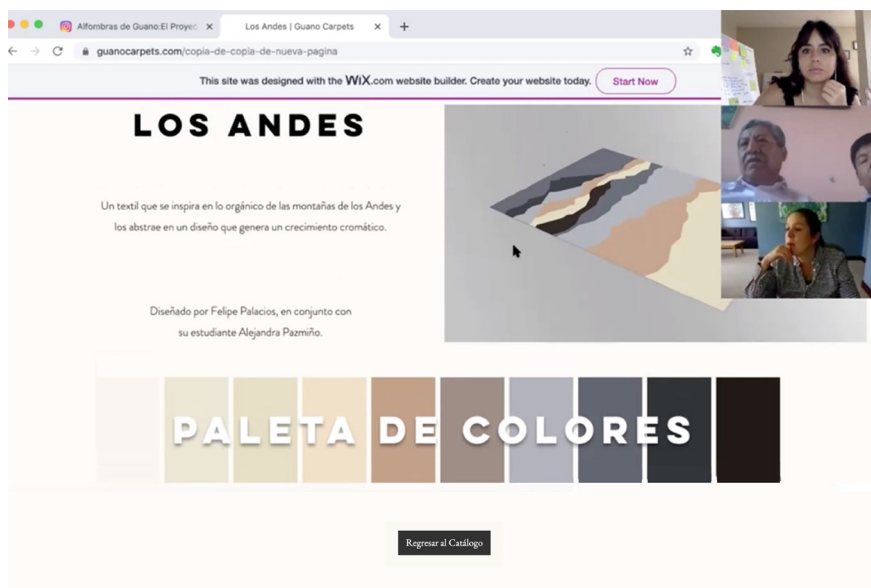 Alfombras de Guano:El Proyec
Los Andes | Guano Carpets
guanocarpets.com/copia-de-copia-de-nueva-pagina
This site was designed with the WiX.com website builder. Create your website today. Start Now
LOS ANDES
Un textil que se inspira en lo orgánico de las montañas de los Andes y
los abstrae en un diseño que genera un crecimiento cromático.
Diseñado por Felipe Palacios, en conjunto con
su estudiante Alejandra Pazmiño.
PALETA DE COLORES
Regresar al Catálogo